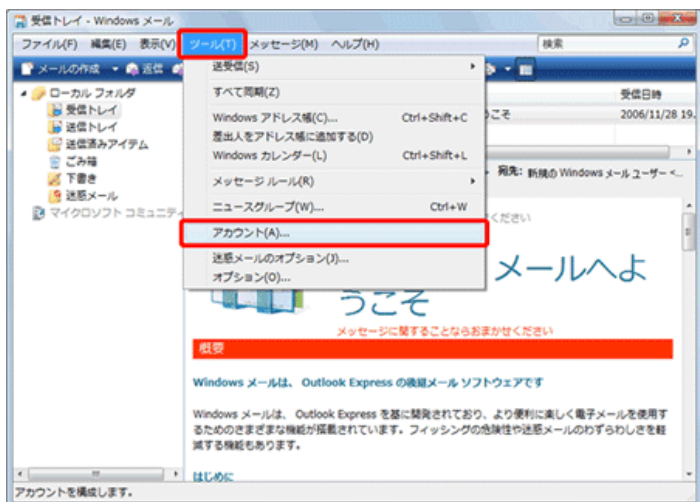 受信トレイ - Windows メール
ファイル(F) 編集(E) 表示(V) ツール(T) メッセージ(M) ヘルプ(H)
検索
メールの作成 返信
ローカル フォルダ
受信トレイ
送信トレイ
送信済みアイテム
ごみ箱
下書き
迷惑メール
マイクロソフト コミュニティ
送受信(S)
すべて同期(Z)
Windows アドレス帳(C)... Ctrl+Shift+C
差出人をアドレス帳に追加する(D)
Windows カレンダー(L) Ctrl+Shift+L
メッセージ ルール(R)
ニュースグループ(W)... Ctrl+W
アカウント(A)...
迷惑メールのオプション(J)...
オプション(O)...
受信日時
こそ 2006/11/28 19.
宛先: 新規の Windows メール ユーザー <..
ください
メールへよ
うこそ
メッセージに関することならおまかせください
概要
Windows メールは、 Outlook Express の後継メール ソフトウェアです
Windows メールは、 Outlook Express を基に開発されており、より便利に楽しく電子メールを使用す
るためのさまざまな機能が搭載されています。フィッシングの危険性や迷惑メールのわずらわしさを軽
減する機能もあります。
はじめに
アカウントを構成します。